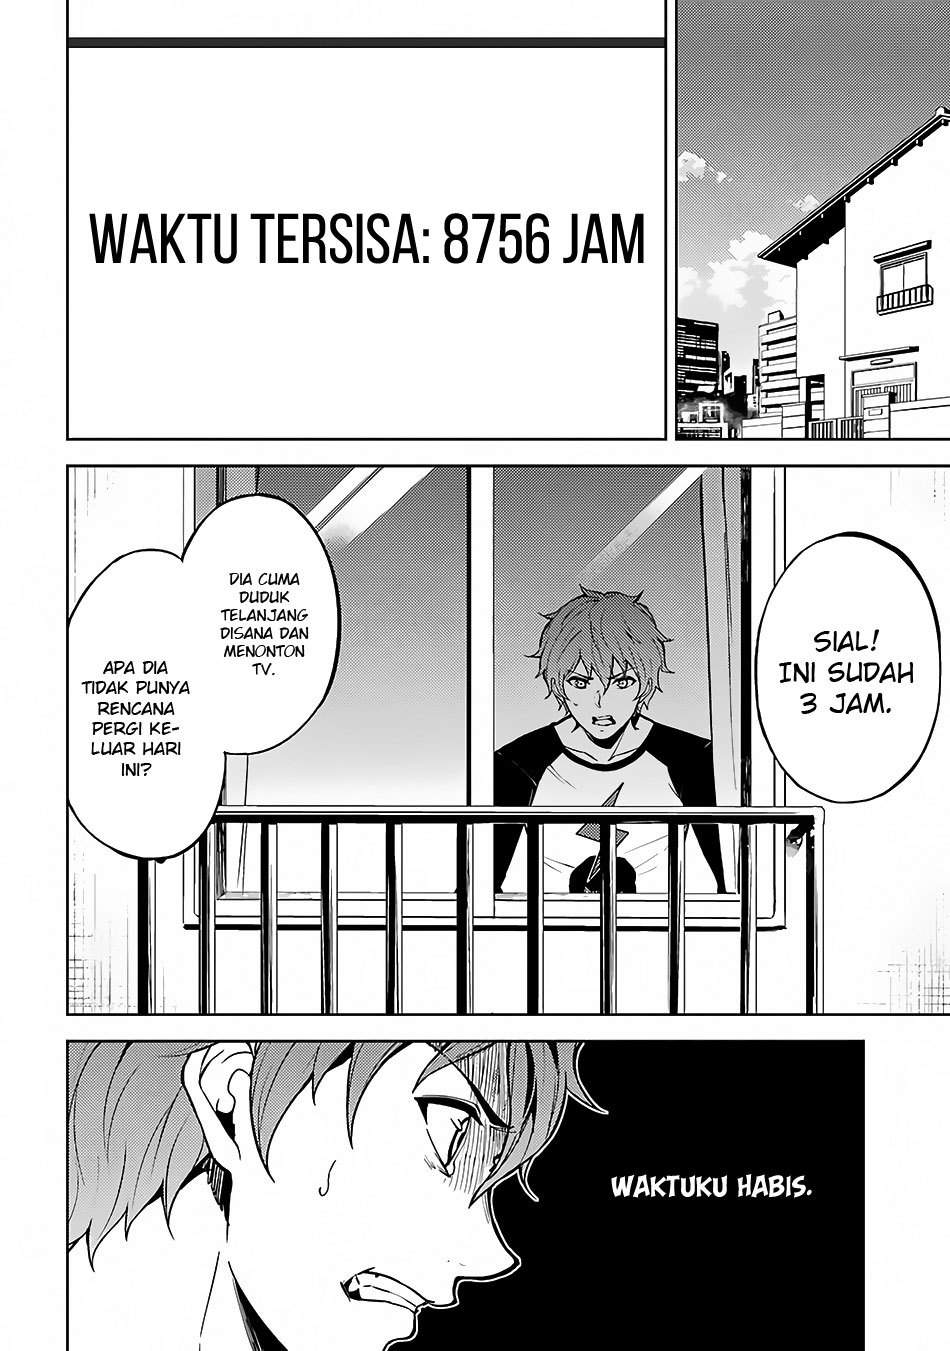 WAKTU TERSISA: 8756 JAM
SIAL!
INI SUDAH
3 JAM.
DIA CUMA
DUDUK
TELANJANG
DISANA DAN
MENONTON
TV.
APA DIA
TIDAK PUNYA
RENCANA
PERGI KE-
LUAR HARI
INI?
WAKTUKU HABIS.